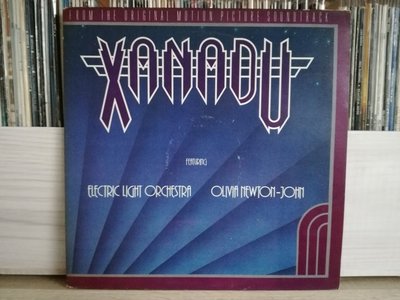 FROM THE ORIGINAL MOTION PICTURE SOUNDTRACK
XANADU
FEATURING
ELECTRIC LIGHT ORCHESTRA OLIVIA NEWTON-JOHN